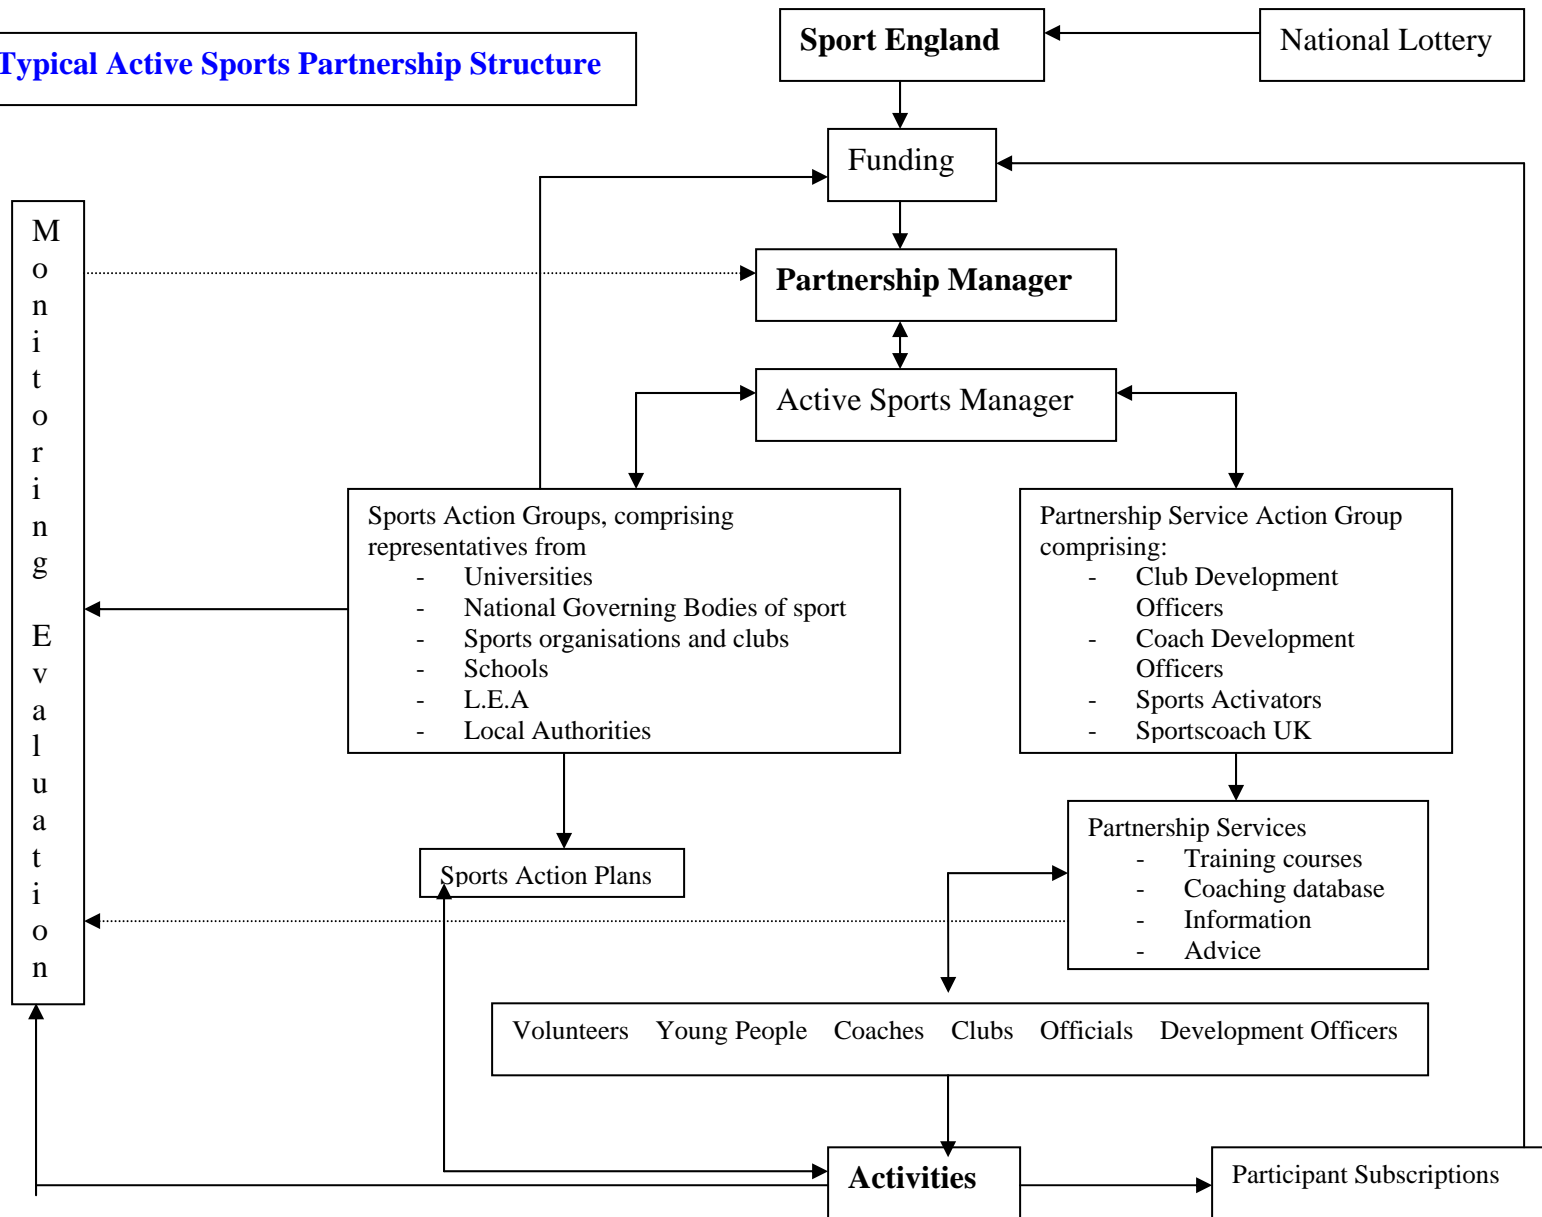 Typical Active Sports Partnership Structure
Sport England
National Lottery
Funding
Partnership Manager
Active Sports Manager
Monitoring Evaluation
Sports Action Groups, comprising
representatives from
- Universities
- National Governing Bodies of sport
- Sports organisations and clubs
- Schools
- L.E.A
- Local Authorities
Partnership Service Action Group
comprising:
- Club Development
Officers
- Coach Development
Officers
- Sports Activators
- Sportscoach UK
Partnership Services
- Training courses
- Coaching database
- Information
- Advice
Sports Action Plans
Volunteers Young People Coaches Clubs Officials Development Officers
Activities
Participant Subscriptions